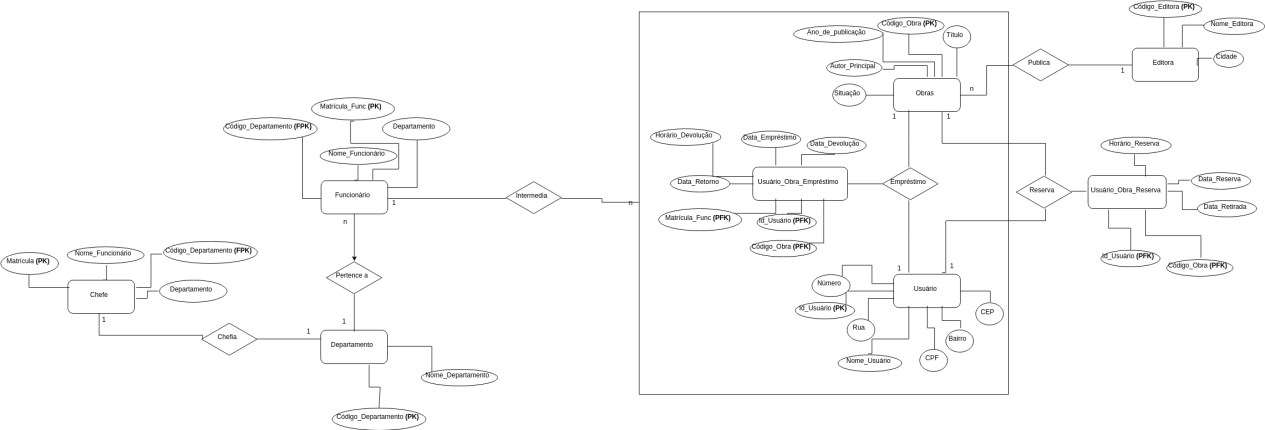 Código_Editora (PK)
Nome_Editora
Cidade
Editora
1
Publica
n
Código_Obra (PK)
Ano_de_publicação
Título
Autor_Principal
Situação
Obras
1
1
Matrícula_Func (PK)
Código_Departamento (FPK)
Departamento
Nome_Funcionário
Funcionário
1
n
Intermedia
n
Horário_Devolução
Data_Empréstimo
Data_Devolução
Data_Retorno
Usuário_Obra_Empréstimo
Matrícula_Func (PFK)
Id_Usuário (PFK)
Código_Obra (PFK)
Empréstimo
Reserva
Horário_Reserva
Data_Reserva
Data_Retirada
Usuário_Obra_Reserva
Id_Usuário (PFK)
Código_Obra (PFK)
1
1
Usuário
Número
Id_Usuário (PK)
Rua
Nome_Usuário
CPF
Bairro
CEP
Pertence a
1
Matrícula (PK)
Nome_Funcionário
Código_Departamento (FPK)
Departamento
Chefe
1
Chefia
1
Departamento
Nome_Departamento
Código_Departamento (PK)